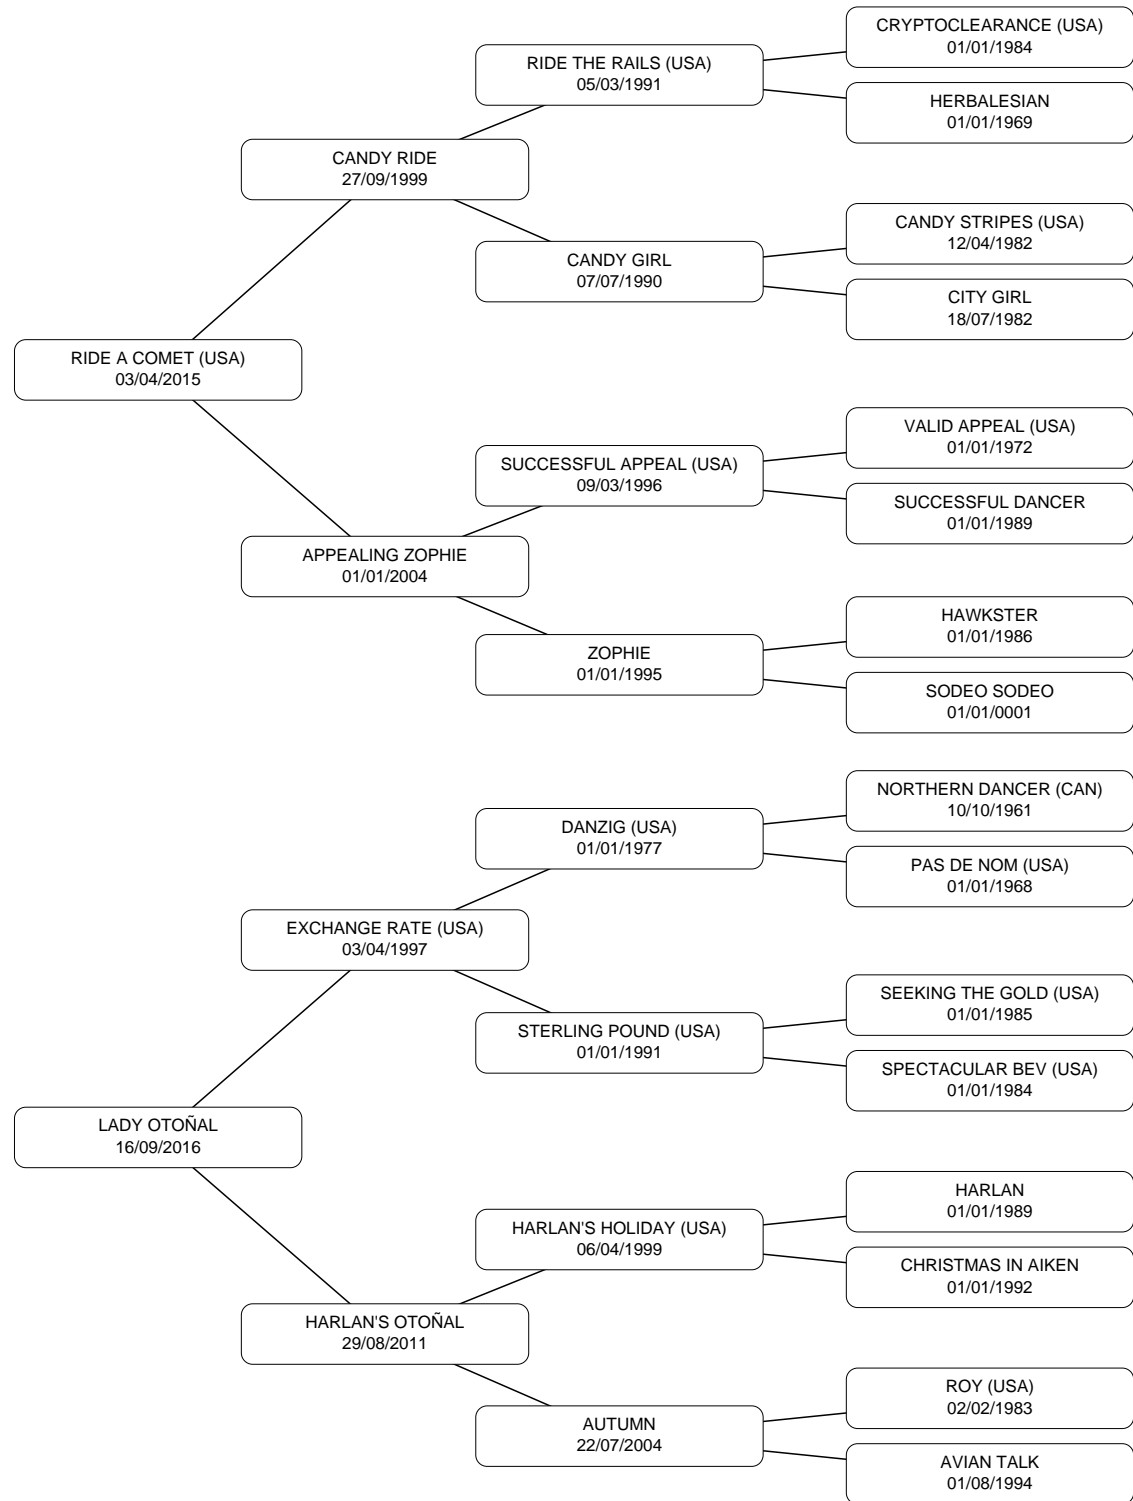 CRYPTOCLEARANCE (USA)
01/01/1984
RIDE THE RAILS (USA)
05/03/1991
HERBALESIAN
01/01/1969
CANDY RIDE
27/09/1999
CANDY STRIPES (USA)
12/04/1982
CANDY GIRL
07/07/1990
CITY GIRL
18/07/1982
RIDE A COMET (USA)
03/04/2015
VALID APPEAL (USA)
01/01/1972
SUCCESSFUL APPEAL (USA)
09/03/1996
SUCCESSFUL DANCER
01/01/1989
APPEALING ZOPHIE
01/01/2004
HAWKSTER
01/01/1986
ZOPHIE
01/01/1995
SODEO SODEO
01/01/0001
NORTHERN DANCER (CAN)
10/10/1961
DANZIG (USA)
01/01/1977
PAS DE NOM (USA)
01/01/1968
EXCHANGE RATE (USA)
03/04/1997
SEEKING THE GOLD (USA)
01/01/1985
STERLING POUND (USA)
01/01/1991
SPECTACULAR BEV (USA)
01/01/1984
LADY OTOÑAL
16/09/2016
HARLAN
01/01/1989
HARLAN'S HOLIDAY (USA)
06/04/1999
CHRISTMAS IN AIKEN
01/01/1992
HARLAN'S OTOÑAL
29/08/2011
ROY (USA)
02/02/1983
AUTUMN
22/07/2004
AVIAN TALK
01/08/1994